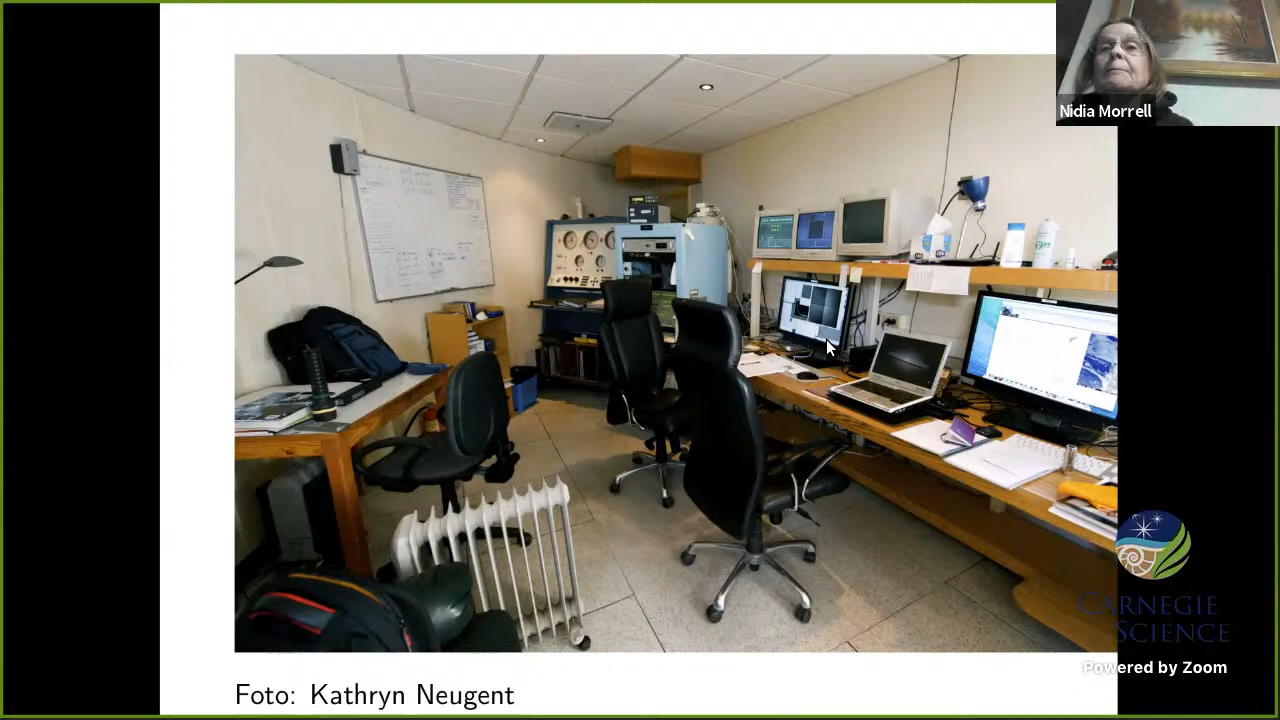 Nidia Morrell
CARNEGIE
SCIENCE
Powered by Zoom
Foto: Kathryn Neugent